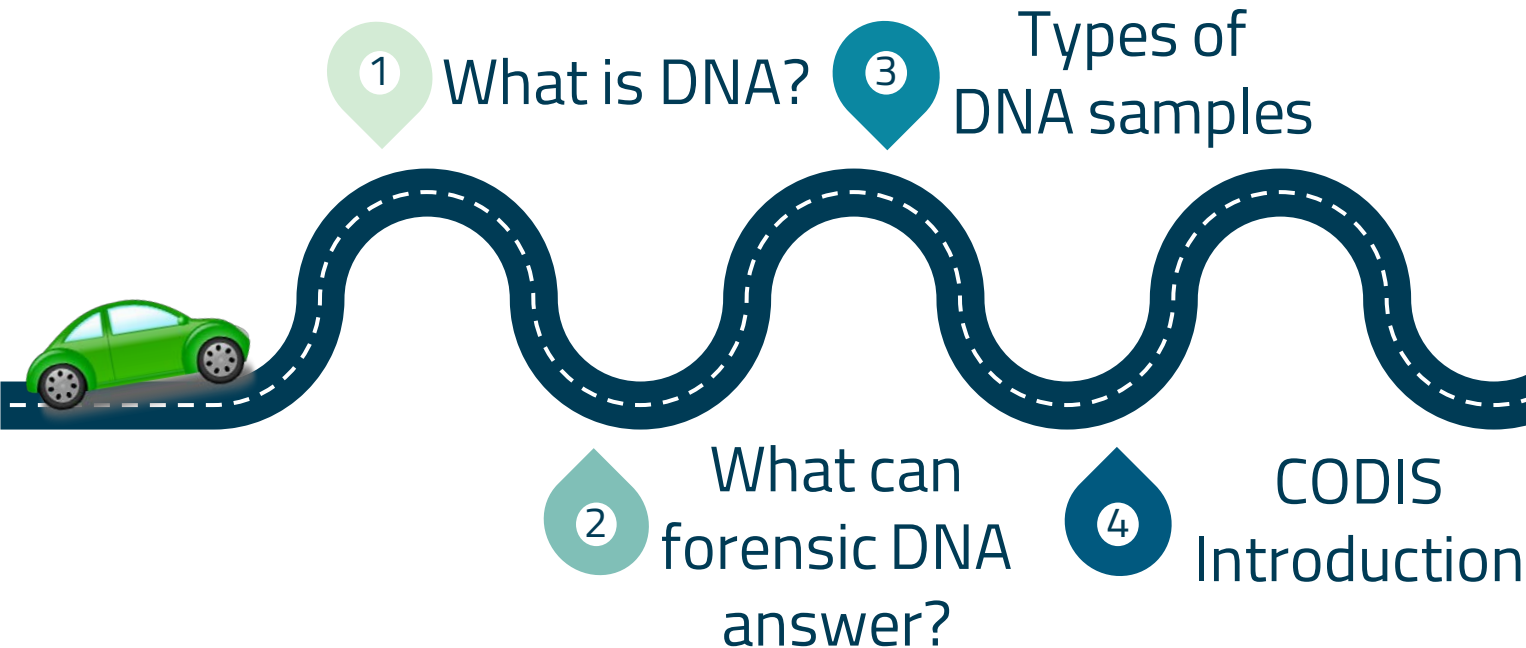 1
What is DNA?
2
What can
forensic DNA
answer?
3
Types of
DNA samples
4
CODIS
Introduction